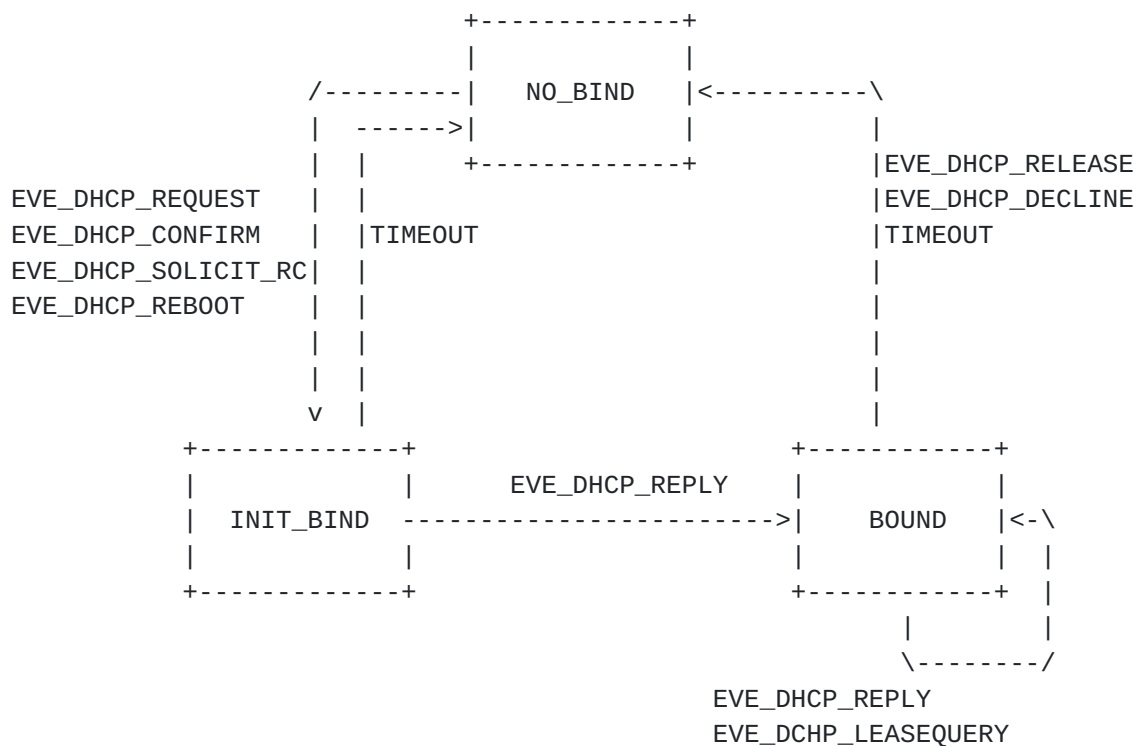 NO_BIND
EVE_DHCP_RELEASE
EVE_DHCP_REQUEST
EVE_DHCP_DECLINE
EVE_DHCP_CONFIRM
TIMEOUT
TIMEOUT
EVE_DHCP_SOLICIT_RC
EVE_DHCP_REBOOT
EVE_DHCP_REPLY
INIT_BIND
BOUND
EVE_DHCP_REPLY
EVE_DCHP_LEASEQUERY